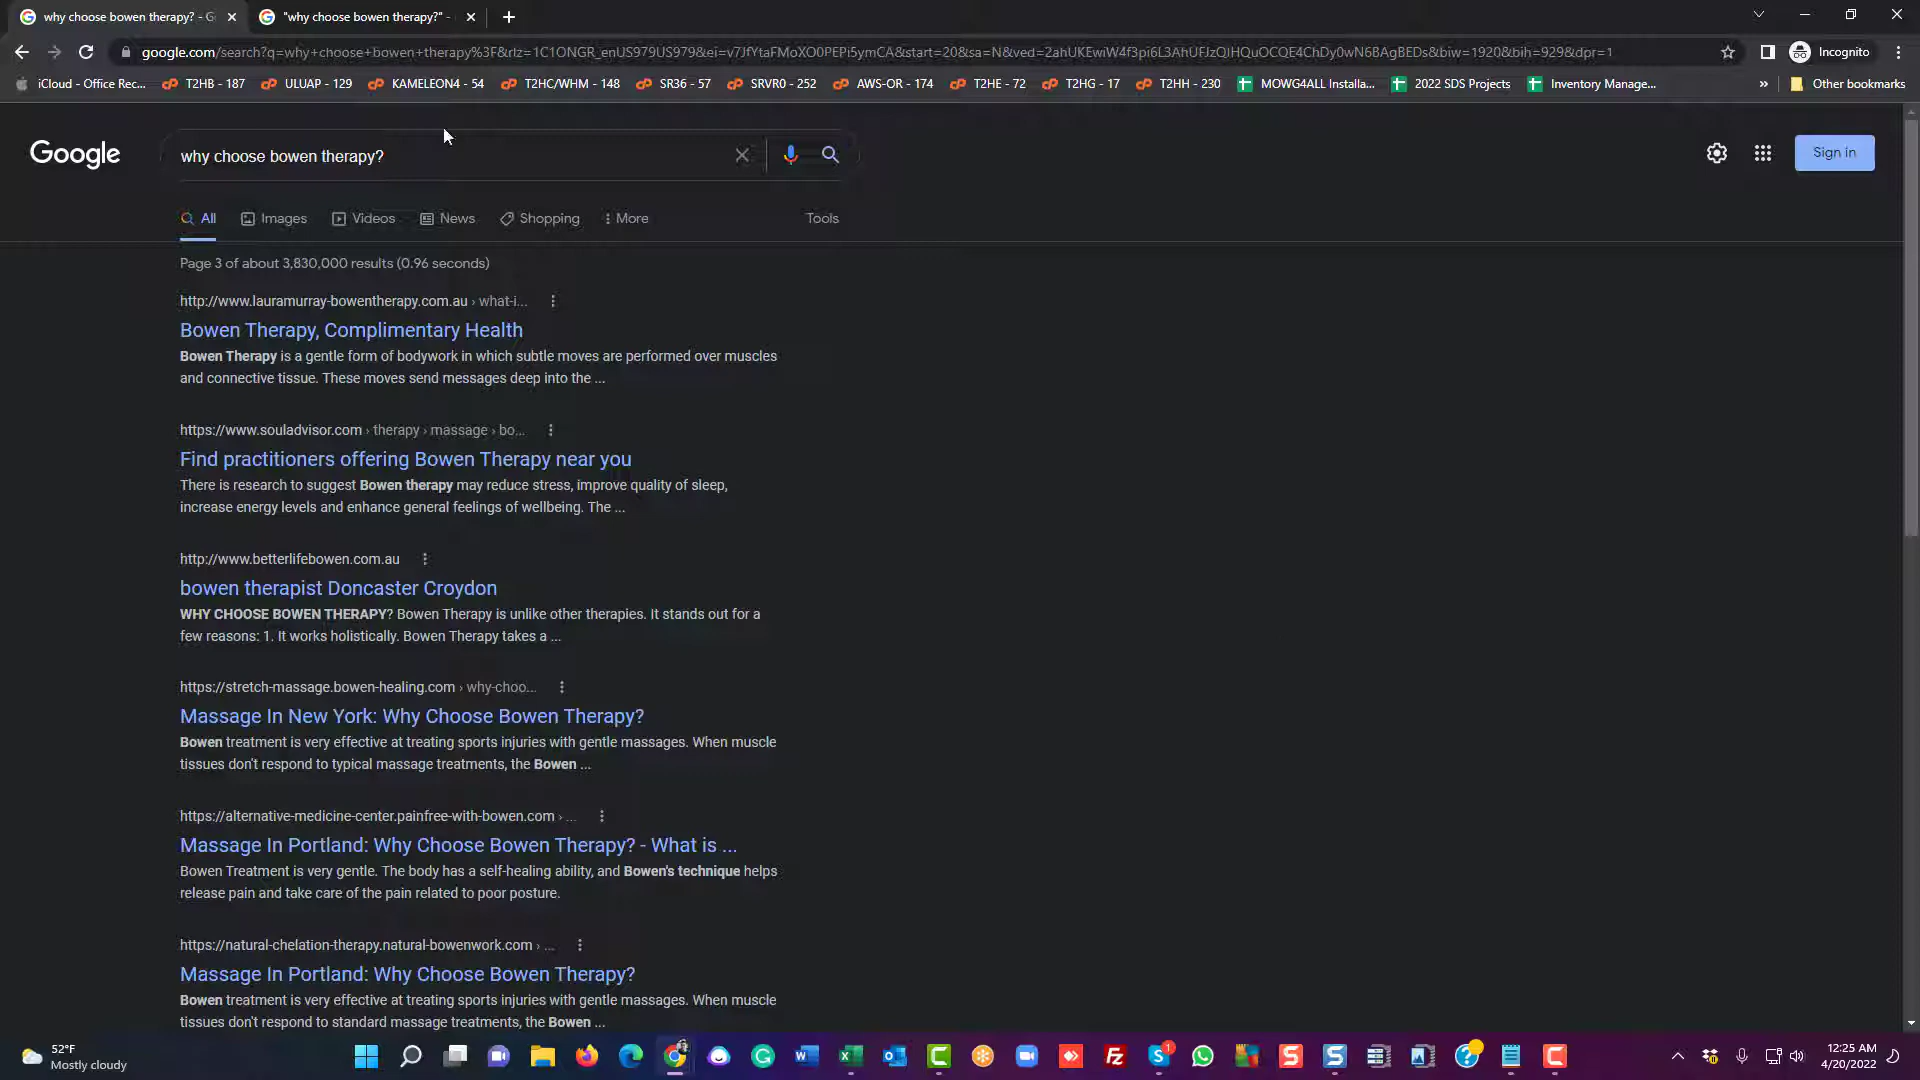 why choose bowen therapy? - G
"why choose bowen therapy?" -
google.com/search?q=why+choose+bowen+therapy%3F&rlz=1C1ONGR_enUS979US979&ei=v7JfYtaFMoXO0PEPi5ymCA&start=20&sa=N&ved=2ahUKEwiW4f3pi6L3AhUFJzQIHQuOCQE4ChDy0wN6BAgBEDs&biw=1920&bih=929&dpr=1
Incognito
iCloud - Office Rec...
T2HB - 187
ULUAP - 129
KAMELEON4 - 54
T2HC/WHM - 148
SR36 - 57
SRVR0 - 252
AWS-OR - 174
T2HE - 72
T2HG - 17
T2HH - 230
MOWG4ALL Installa...
2022 SDS Projects
Inventory Manage...
»
Other bookmarks
Google
why choose bowen therapy?
Sign in
All
Images
Videos
News
Shopping
More
Tools
Page 3 of about 3,830,000 results (0.96 seconds)
http://www.lauramurray-bowentherapy.com.au › what-i...
Bowen Therapy, Complimentary Health
Bowen Therapy is a gentle form of bodywork in which subtle moves are performed over muscles
and connective tissue. These moves send messages deep into the ...
https://www.souladvisor.com › therapy › massage › bo...
Find practitioners offering Bowen Therapy near you
There is research to suggest Bowen therapy may reduce stress, improve quality of sleep,
increase energy levels and enhance general feelings of wellbeing. The ...
http://www.betterlifebowen.com.au
bowen therapist Doncaster Croydon
WHY CHOOSE BOWEN THERAPY? Bowen Therapy is unlike other therapies. It stands out for a
few reasons: 1. It works holistically. Bowen Therapy takes a ...
https://stretch-massage.bowen-healing.com › why-choo...
Massage In New York: Why Choose Bowen Therapy?
Bowen treatment is very effective at treating sports injuries with gentle massages. When muscle
tissues don't respond to typical massage treatments, the Bowen ...
https://alternative-medicine-center.painfree-with-bowen.com › ...
Massage In Portland: Why Choose Bowen Therapy? - What is ...
Bowen Treatment is very gentle. The body has a self-healing ability, and Bowen's technique helps
release pain and take care of the pain related to poor posture.
https://natural-chelation-therapy.natural-bowenwork.com › ...
Massage In Portland: Why Choose Bowen Therapy?
Bowen treatment is very effective at treating sports injuries with gentle massages. When muscle
tissues don't respond to standard massage treatments, the Bowen ...
52°F
Mostly cloudy
12:25 AM
4/20/2022